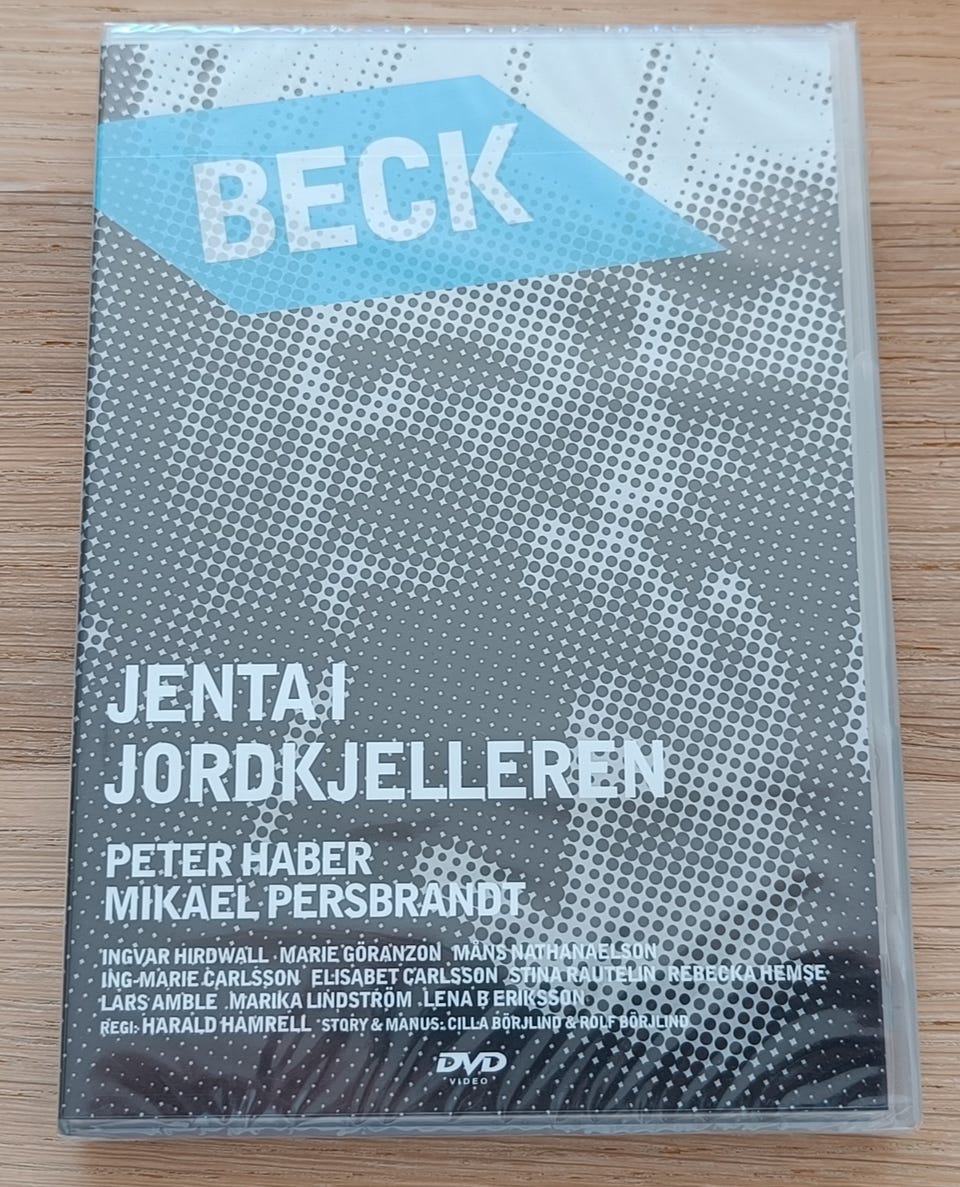 BECK
JENTA I
JORDKJELLEREN
PETER HABER
MIKAEL PERSBRANDT
INGVAR HIRDWALL MARIE GÖRANZON MÅNS NATHANAELSON
ING-MARIE CARLSSON ELISABET CARLSSON STINA RAUTELIN REBECKA HEMSE
LARS AMBLE MARIKA LINDSTRÖM LENA B ERIKSSON
REGI: HARALD HAMRELL STORY & MANUS: CILLA BÖRJLIND & ROLF BÖRJLIND
DVD
VIDEO